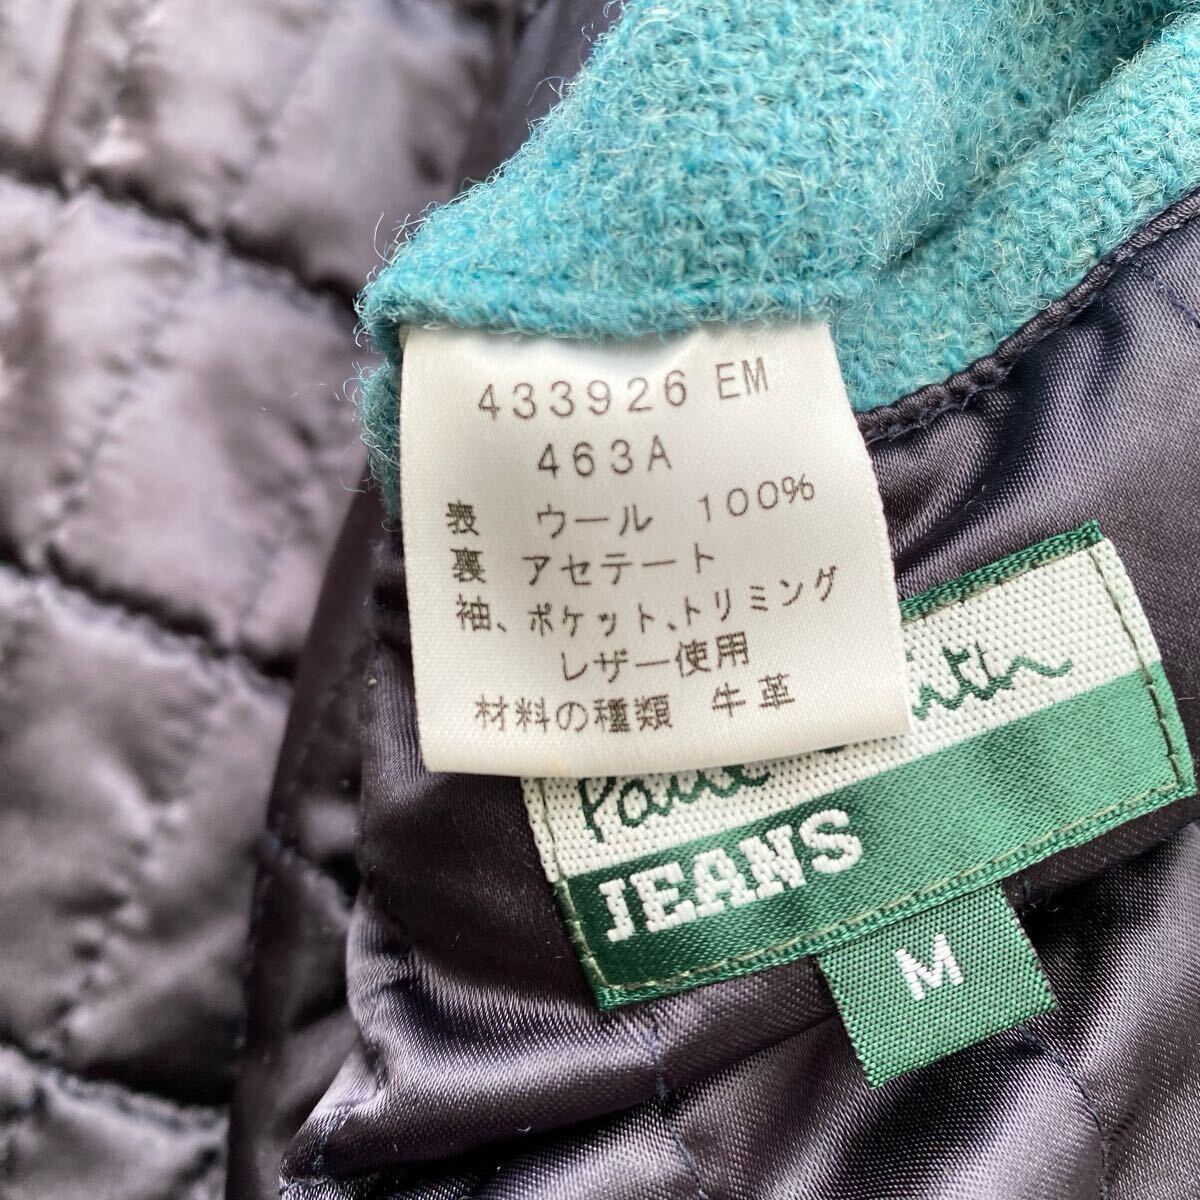 433926 EM
463A
表 ウール 100%
裏 アセテート
袖、ポケット、トリミング
レザー使用
材料の種類 牛革
JEANS
M